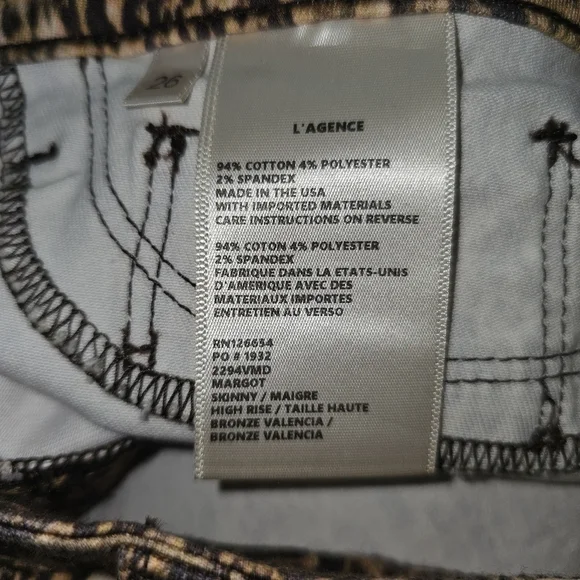 26
L'AGENCE
94% COTTON 4% POLYESTER
2% SPANDEX
MADE IN THE USA
WITH IMPORTED MATERIALS
CARE INSTRUCTIONS ON REVERSE
94% COTON 4% POLYESTER
2% SPANDEX
FABRIQUE DANS LA ETATS-UNIS
D'AMERIQUE AVEC DES
MATERIAUX IMPORTES
ENTRETIEN AU VERSO
RN126654
PO # 1932
2294VMD
MARGOT
SKINNY / MAIGRE
HIGH RISE / TAILLE HAUTE
BRONZE VALENCIA /
BRONZE VALENCIA